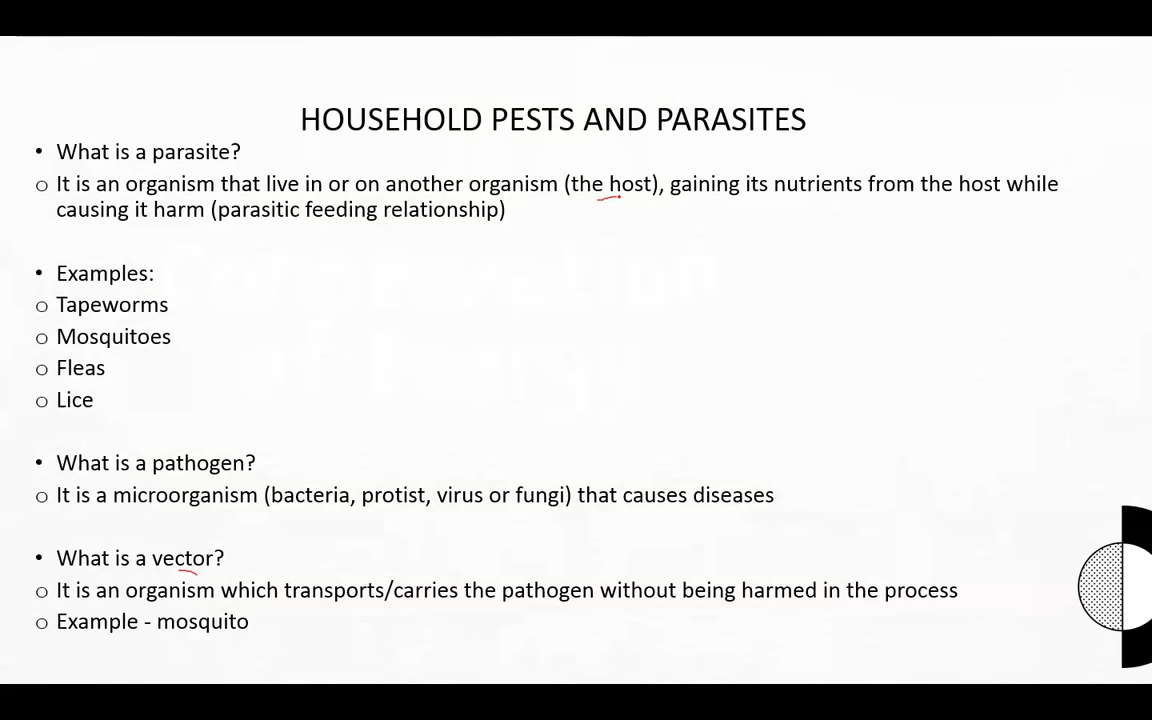 HOUSEHOLD PESTS AND PARASITES
• What is a parasite?
o It is an organism that live in or on another organism (the host), gaining its nutrients from the host while
causing it harm (parasitic feeding relationship)
• Examples:
o Tapeworms
o Mosquitoes
o Fleas
o Lice
• What is a pathogen?
o It is a microorganism (bacteria, protist, virus or fungi) that causes diseases
• What is a vector?
o It is an organism which transports/carries the pathogen without being harmed in the process
o Example - mosquito